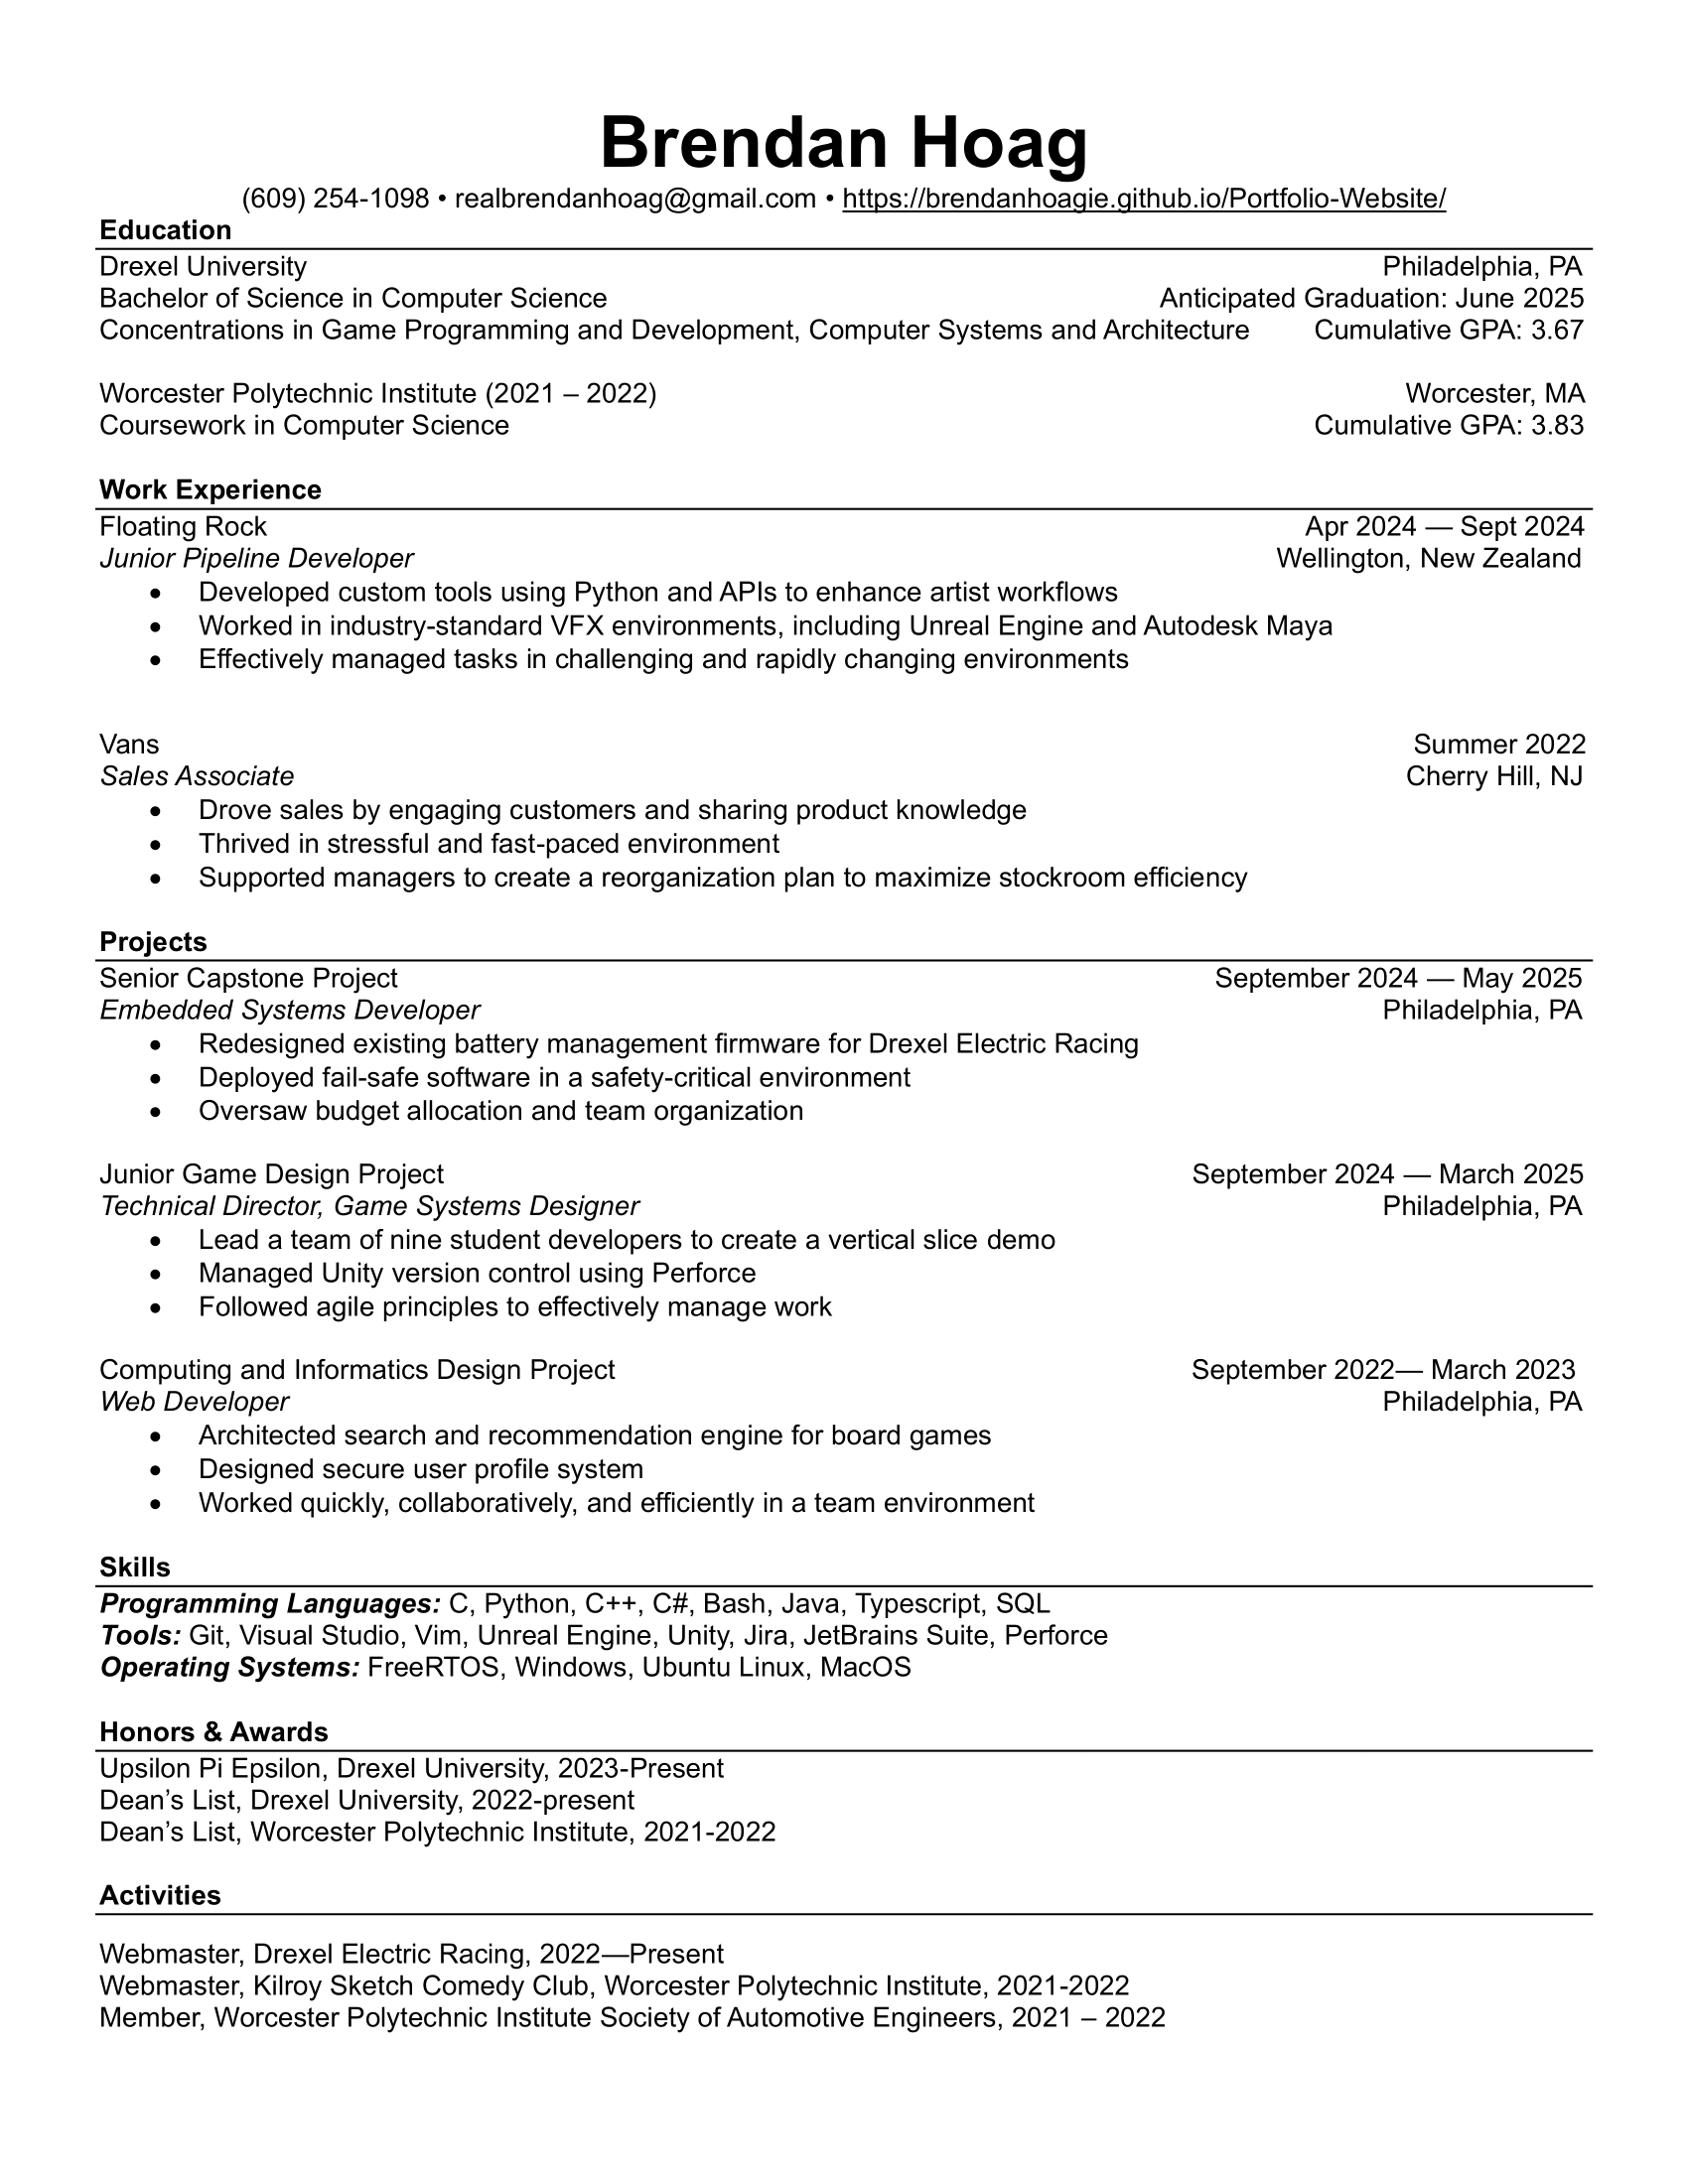 Brendan Hoag
(609) 254-1098 • realbrendanhoag@gmail.com • https://brendanhoagie.github.io/Portfolio-Website/
Education
Drexel University Philadelphia, PA
Bachelor of Science in Computer Science Anticipated Graduation: June 2025
Concentrations in Game Programming and Development, Computer Systems and Architecture Cumulative GPA: 3.67
Worcester Polytechnic Institute (2021 – 2022) Worcester, MA
Coursework in Computer Science Cumulative GPA: 3.83
Work Experience
Floating Rock Apr 2024 — Sept 2024
Junior Pipeline Developer Wellington, New Zealand
• Developed custom tools using Python and APIs to enhance artist workflows
• Worked in industry-standard VFX environments, including Unreal Engine and Autodesk Maya
• Effectively managed tasks in challenging and rapidly changing environments
Vans Summer 2022
Sales Associate Cherry Hill, NJ
• Drove sales by engaging customers and sharing product knowledge
• Thrived in stressful and fast-paced environment
• Supported managers to create a reorganization plan to maximize stockroom efficiency
Projects
Senior Capstone Project September 2024 — May 2025
Embedded Systems Developer Philadelphia, PA
• Redesigned existing battery management firmware for Drexel Electric Racing
• Deployed fail-safe software in a safety-critical environment
• Oversaw budget allocation and team organization
Junior Game Design Project September 2024 — March 2025
Technical Director, Game Systems Designer Philadelphia, PA
• Lead a team of nine student developers to create a vertical slice demo
• Managed Unity version control using Perforce
• Followed agile principles to effectively manage work
Computing and Informatics Design Project September 2022— March 2023
Web Developer Philadelphia, PA
• Architected search and recommendation engine for board games
• Designed secure user profile system
• Worked quickly, collaboratively, and efficiently in a team environment
Skills
Programming Languages: C, Python, C++, C#, Bash, Java, Typescript, SQL
Tools: Git, Visual Studio, Vim, Unreal Engine, Unity, Jira, JetBrains Suite, Perforce
Operating Systems: FreeRTOS, Windows, Ubuntu Linux, MacOS
Honors & Awards
Upsilon Pi Epsilon, Drexel University, 2023-Present
Dean’s List, Drexel University, 2022-present
Dean’s List, Worcester Polytechnic Institute, 2021-2022
Activities
Webmaster, Drexel Electric Racing, 2022—Present
Webmaster, Kilroy Sketch Comedy Club, Worcester Polytechnic Institute, 2021-2022
Member, Worcester Polytechnic Institute Society of Automotive Engineers, 2021 – 2022